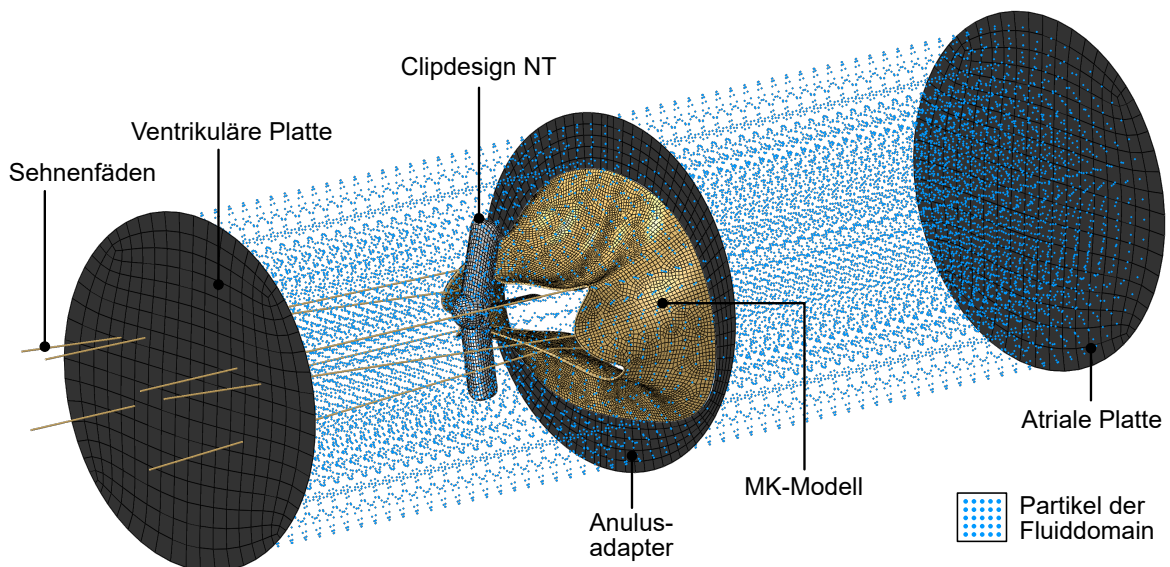 Clipdesign NT
Ventrikuläre Platte
Sehnenfäden
Atriale Platte
MK-Modell
Anulus-
adapter
Partikel der
Fluiddomain